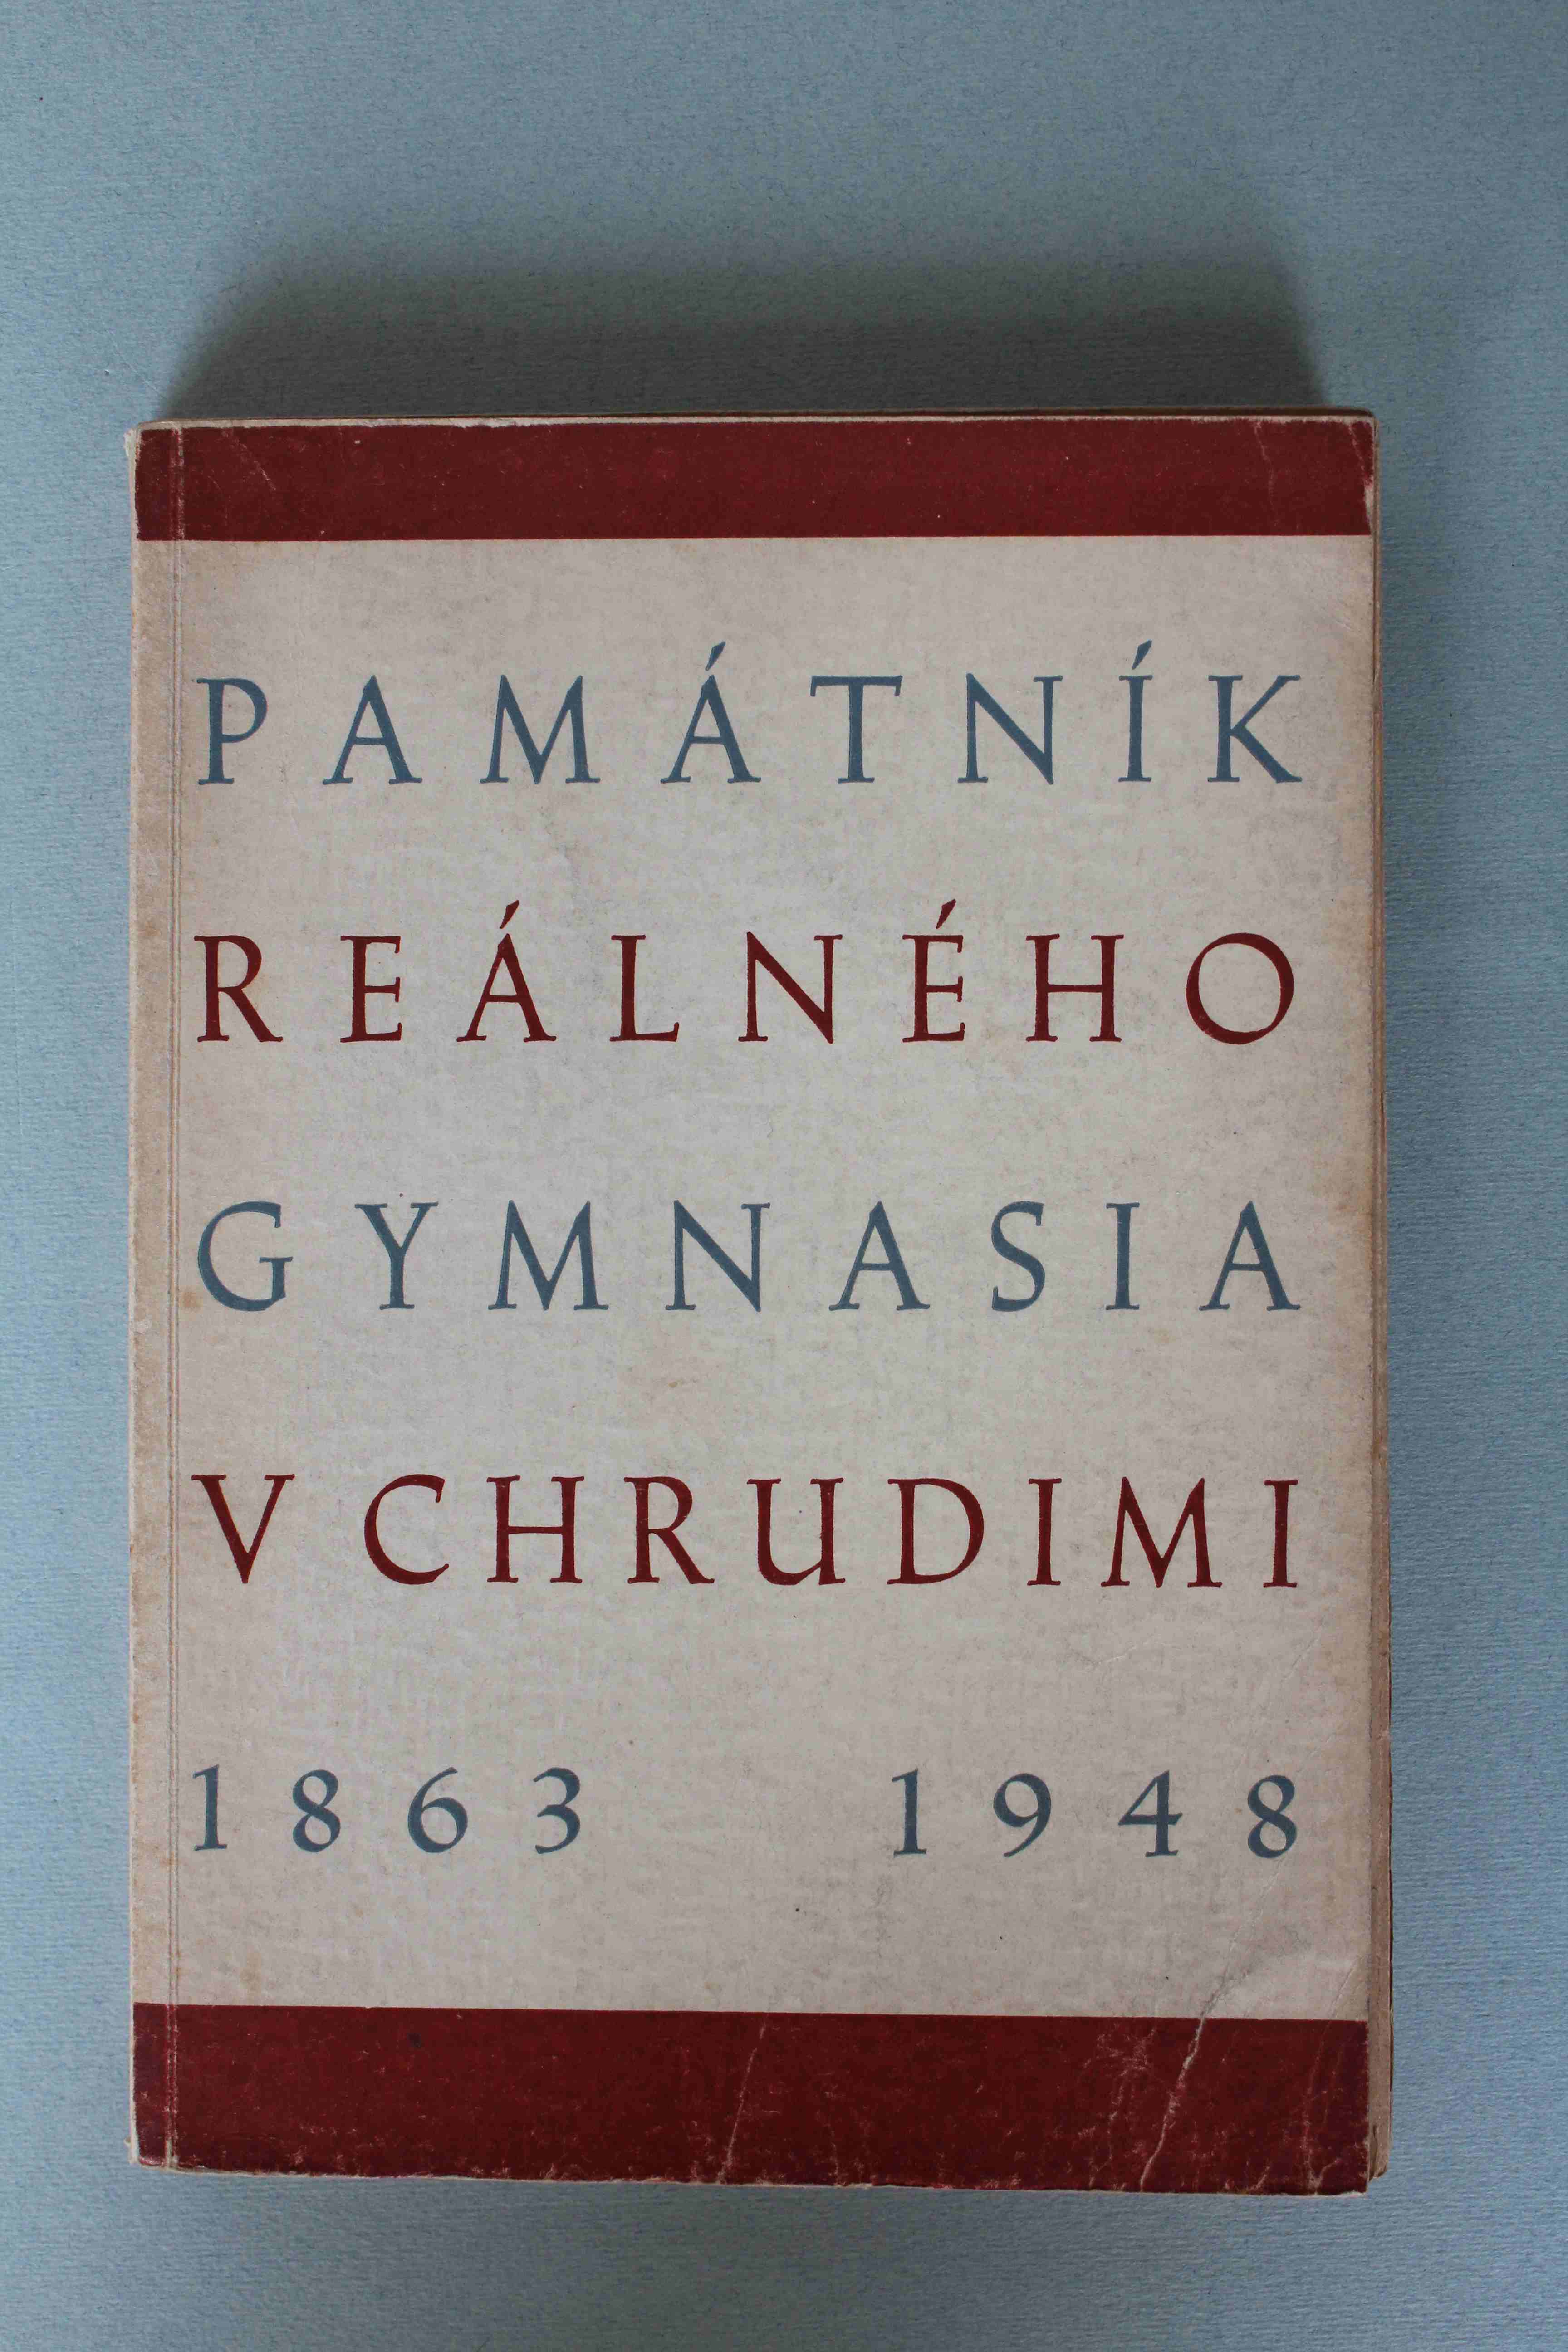 PAMÁTNÍK
REÁLNÉHO
GYMNASIA
V CHRUDIMI
1863 1948